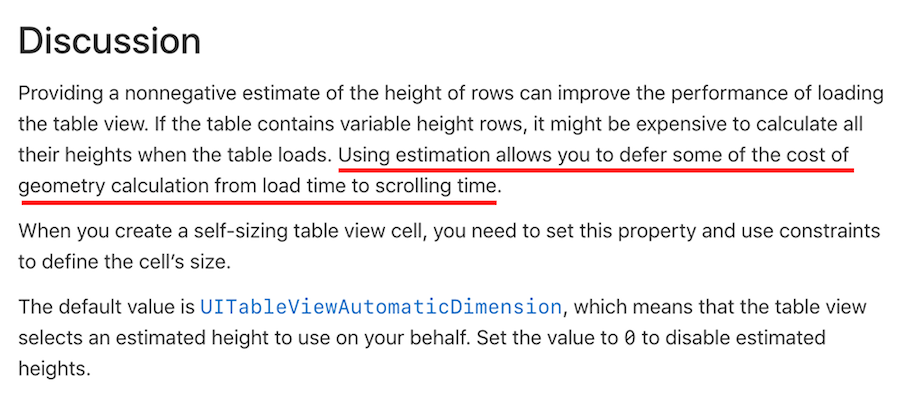 Discussion
Providing a nonnegative estimate of the height of rows can improve the performance of loading
the table view. If the table contains variable height rows, it might be expensive to calculate all
their heights when the table loads. Using estimation allows you to defer some of the cost of
geometry calculation from load time to scrolling time.
When you create a self-sizing table view cell, you need to set this property and use constraints
to define the cell’s size.
The default value is UITableViewAutomaticDimension, which means that the table view
selects an estimated height to use on your behalf. Set the value to 0 to disable estimated
heights.